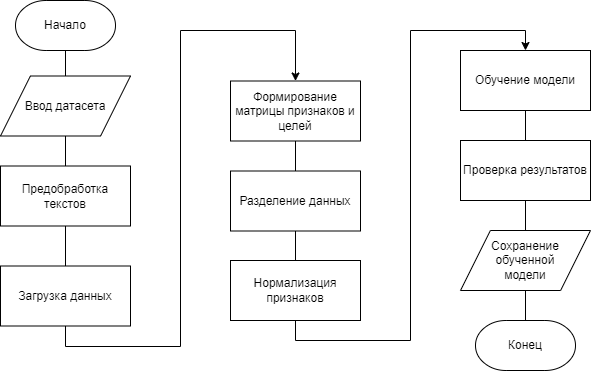 Начало
Ввод датасета
Предобработка
текстов
Загрузка данных
Формирование
матрицы признаков и
целей
Разделение данных
Нормализация
признаков
Обучение модели
Проверка результатов
Сохранение
обученной
модели
Конец